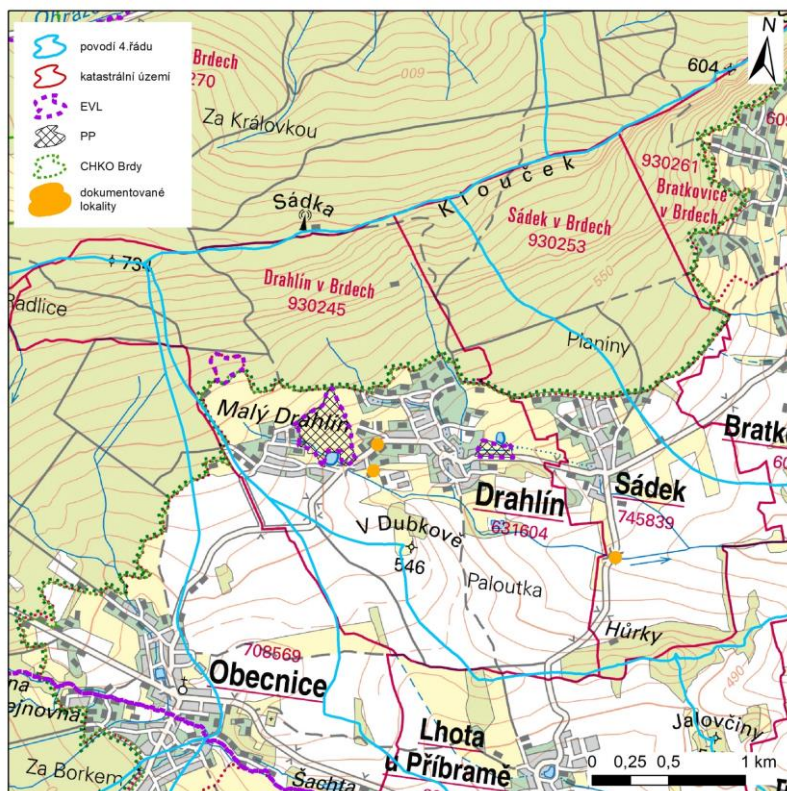 povodí 4.řádu
katastrální území
EVL
PP
CHKO Brdy
dokumentované
lokality
Brdech
270
009
Za Královkou
N
604
930261
Bratkovice
v Brdech
Klouček
Sádka
Sádek v Brdech
930253
550
734
Drahlín v Brdech
930245
Radlice
Planiny
Malý Drahlín
Drahlín
631604
Sádek
745839
V Dubkově
546
Paloutka
Hůrky
708569
Obecnice
490
Lhota
u Příbramě
Jalovčiny
Za Borkem
Šachta
0 0,25 0,5 1 km